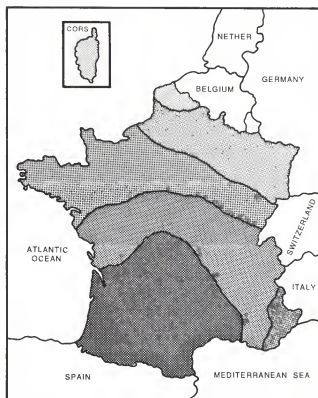 CORS
NETHER
GERMANY
BELGIUM
SWITZERLAND
ATLANTIC
OCEAN
ITALY
SPAIN
MEDITERRANEAN SEA